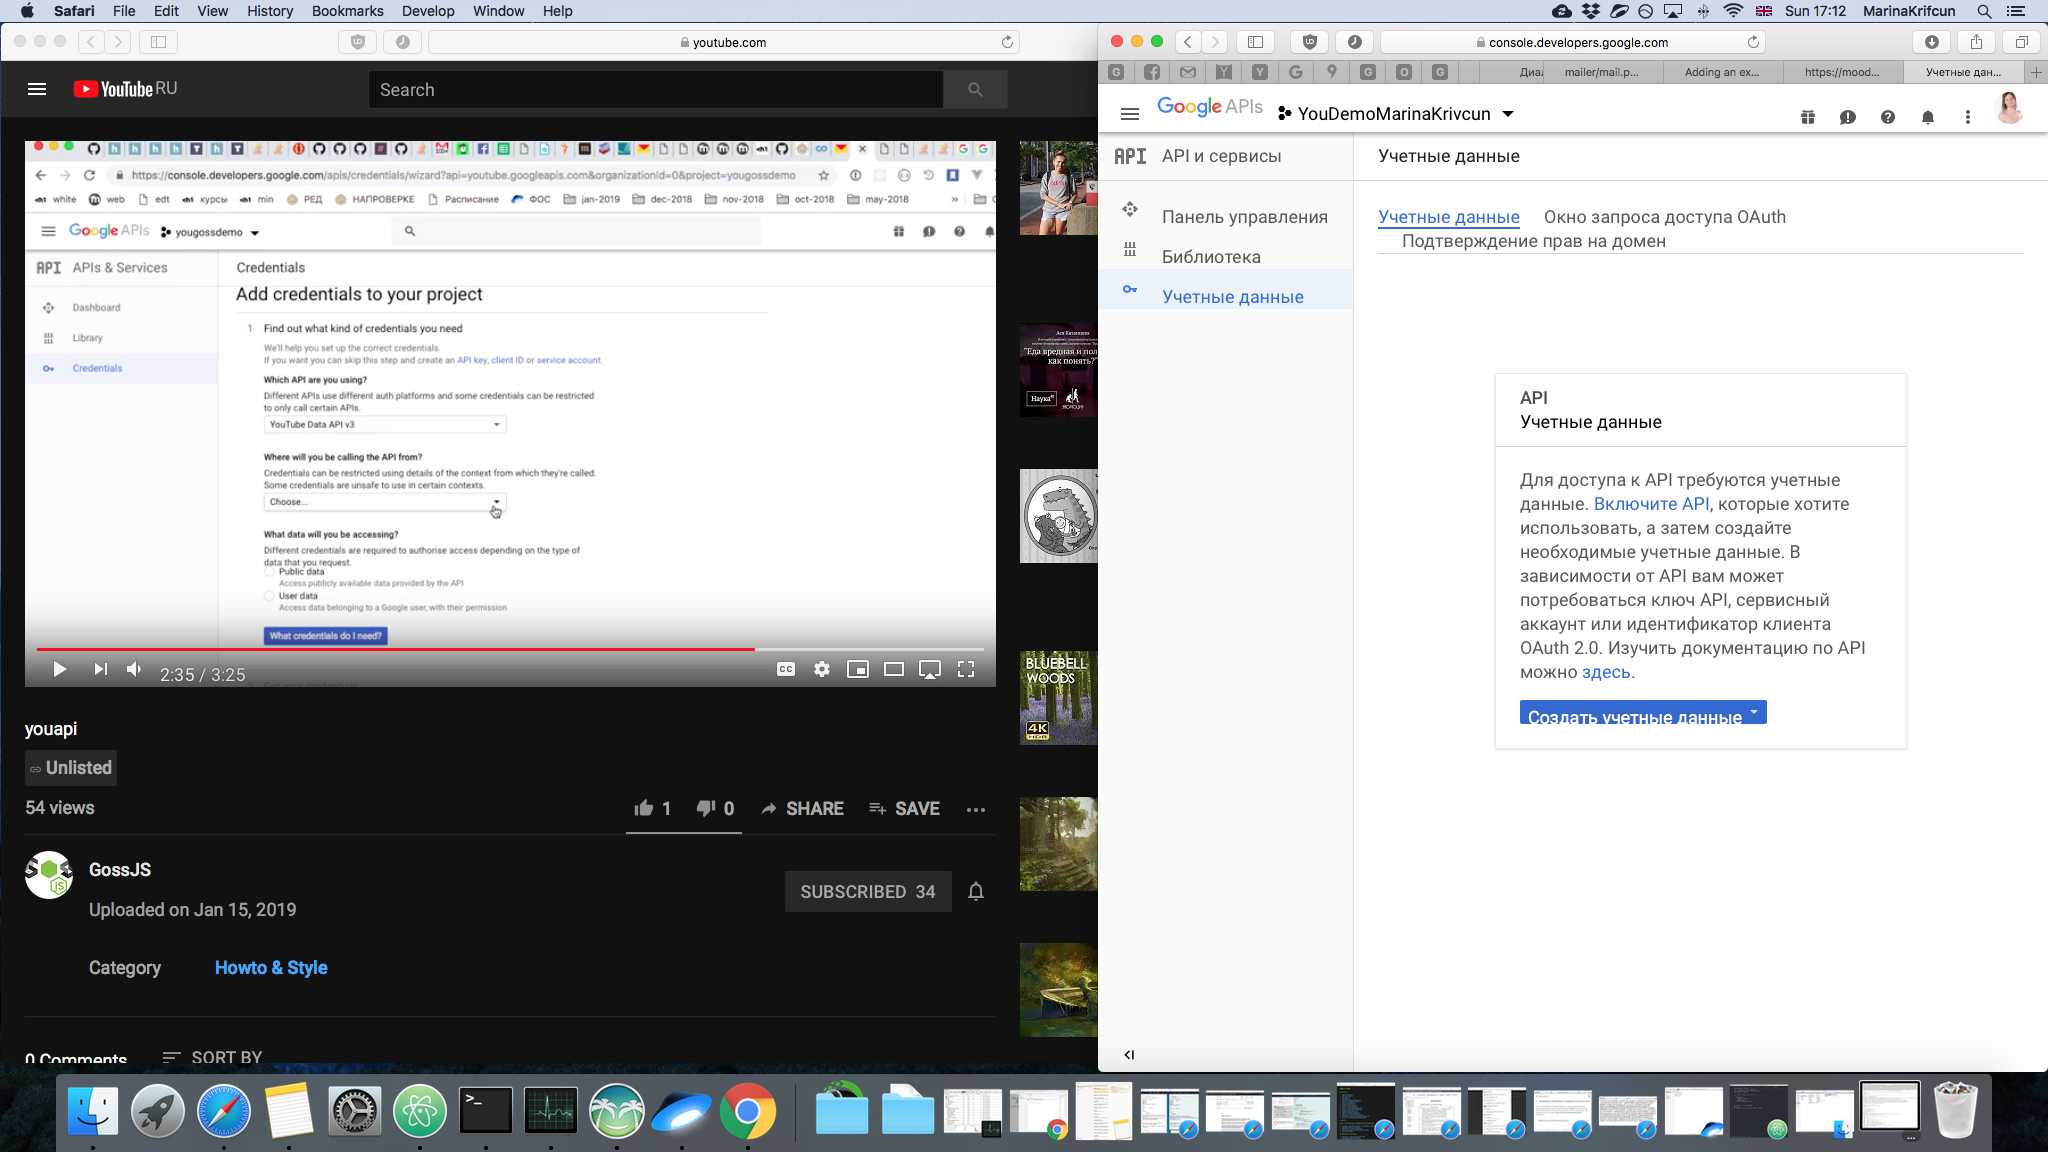 Safari File Edit View History Bookmarks Develop Window Help
Sun 17:12 MarinaKrifcun
youtube.com
YouTube RU
Search
https://console.developers.google.com/apis/credentials/wizard?api=youtube.googleapis.com&organizationId=0&project=yougossdemo
white web edt курсы min РЕД НАПРОВЕРКЕ Расписание ФОС jan-2019 dec-2018 nov-2018 oct-2018 may-2018 »
Google APIs yougossdemo
API APIs & Services
Dashboard
Library
Credentials
Credentials
Add credentials to your project
1 Find out what kind of credentials you need
We'll help you set up the correct credentials.
If you want you can skip this step and create an API key, client ID or service account.
Which API are you using?
Different APIs use different auth platforms and some credentials can be restricted
to only call certain APIs.
YouTube Data API v3
Where will you be calling the API from?
Credentials can be restricted using details of the context from which they're called.
Some credentials are unsafe to use in certain contexts.
Choose...
What data will you be accessing?
Different credentials are required to authorise access depending on the type of
data that you request.
Public data
Access publicly available data provided by the API
User data
Access data belonging to a Google user, with their permission
What credentials do I need?
2:35 / 3:25
CC
youapi
Unlisted
54 views
1 0 SHARE SAVE
GossJS
Uploaded on Jan 15, 2019
SUBSCRIBED 34
Category Howto & Style
0 Comments SORT BY
Ася Казанцева
"Еда вредная и пол
как понять?"
Наука
BLUEBELL
WOODS
4K
HDR
console.developers.google.com
Диал mailer/mail.p... Adding an ex... https://mood... Учетные дан...
Google APIs YouDemoMarinaKrivcun
API API и сервисы
Панель управления
Библиотека
Учетные данные
Учетные данные
Учетные данные Окно запроса доступа OAuth
Подтверждение прав на домен
API
Учетные данные
Для доступа к API требуются учетные
данные. Включите API, которые хотите
использовать, а затем создайте
необходимые учетные данные. В
зависимости от API вам может
потребоваться ключ API, сервисный
аккаунт или идентификатор клиента
OAuth 2.0. Изучить документацию по API
можно здесь.
Создать учетные данные